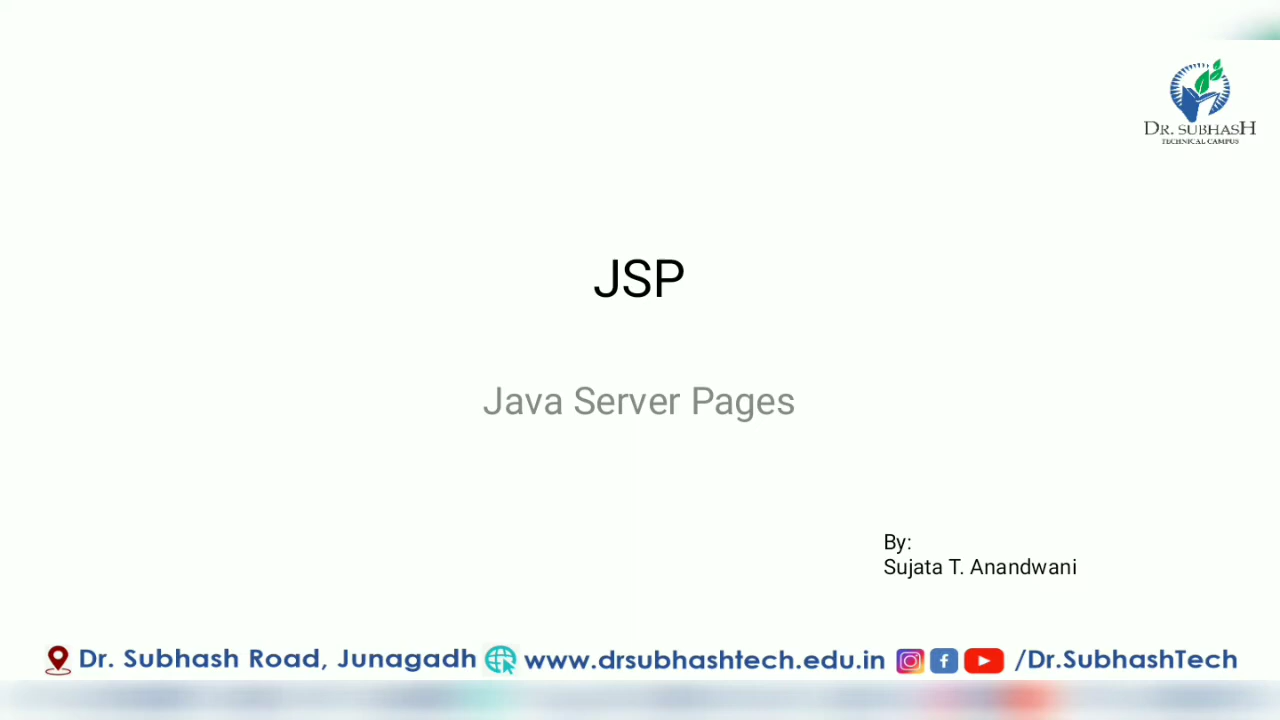 DR. SUBHASH
TECHNICAL CAMPUS
JSP
Java Server Pages
By:
Sujata T. Anandwani
Dr. Subhash Road, Junagadh www.drsubhashtech.edu.in /Dr.SubhashTech